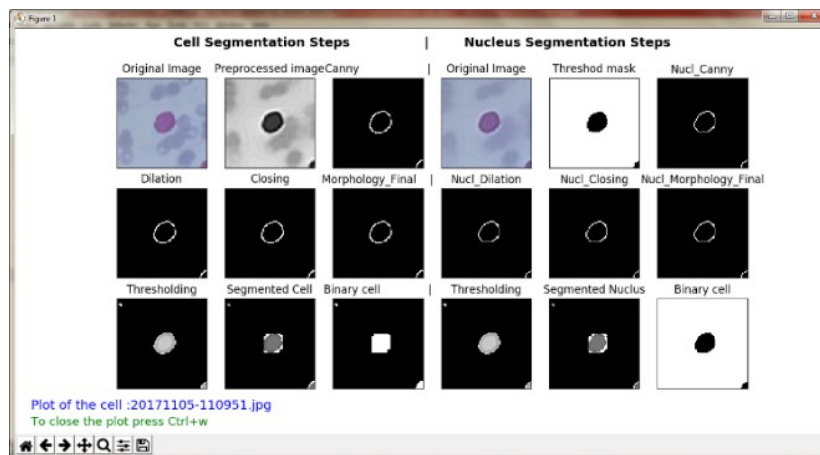 Figure 1
Cell Segmentation Steps | Nucleus Segmentation Steps
Original Image Preprocessed imageCanny | Original Image Threshod mask Nucl_Canny
Dilation Closing Morphology_Final | Nucl_Dilation Nucl_Closing Nucl_Morphology_Final
Thresholding Segmented Cell Binary cell | Thresholding Segmented Nuclus Binary cell
Plot of the cell :20171105-110951.jpg
To close the plot press Ctrl+w